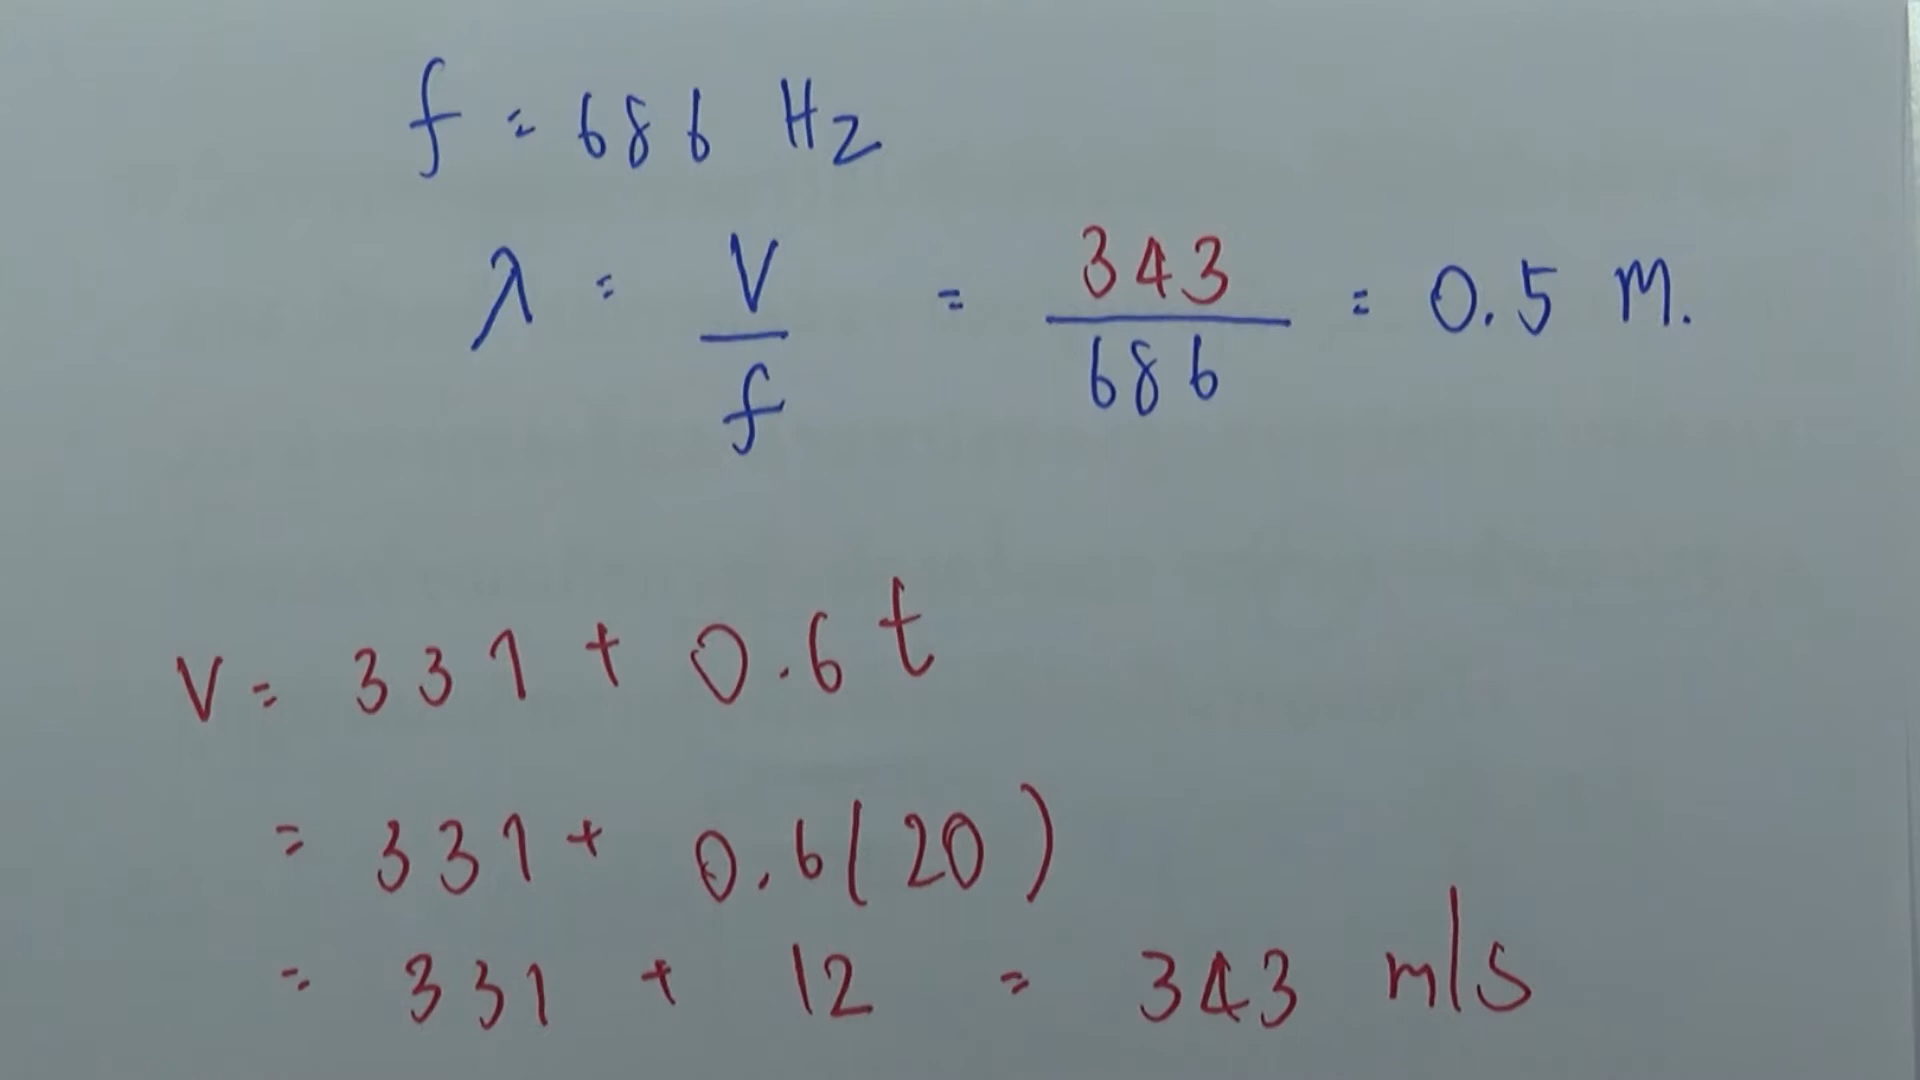 f = 686 Hz
λ = V/f = 343/686 = 0.5 m.
V = 331 + 0.6 t
= 331 + 0.6(20)
= 331 + 12 = 343 m/s